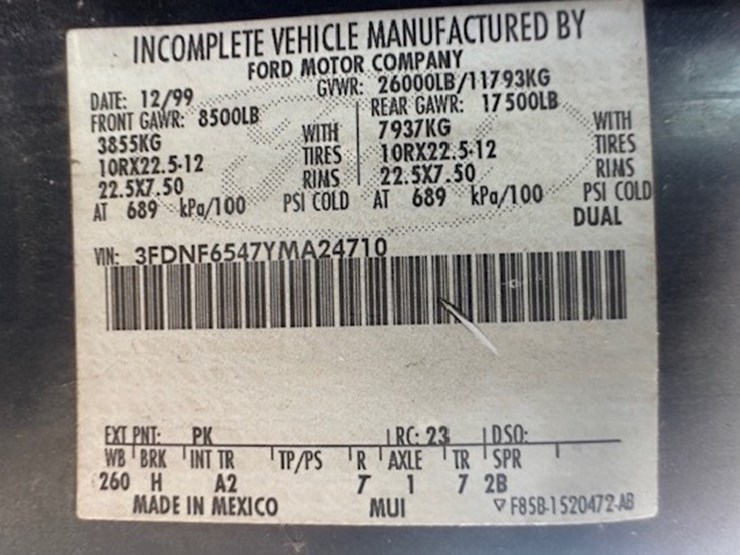 INCOMPLETE VEHICLE MANUFACTURED BY
FORD MOTOR COMPANY
DATE: 12/99 GVWR: 26000LB/11793KG
FRONT GAWR: 8500LB REAR GAWR: 17500LB
3855KG WITH 7937KG WITH
10RX22.5-12 TIRES 10RX22.5-12 TIRES
22.5X7.50 RIMS 22.5X7.50 RIMS
AT 689 kPa/100 PSI COLD AT 689 kPa/100 PSI COLD
DUAL
VIN: 3FDNF6547YMA24710
EXT PNT: PK RC: 23 DSO:
WB BRK INT TR TP/PS R AXLE TR SPR
260 H A2 T 1 7 2B
MADE IN MEXICO MUI ▽ F85B-1520472-AB